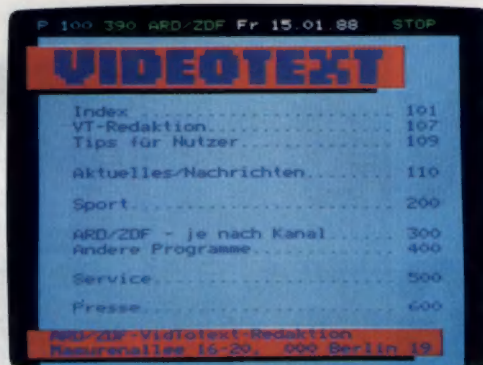 P 100 390 ARD/ZDF Fr 15.01.88 STOP
VIDEOTEXT
Index.................... 101
VT-Redaktion............. 107
Tips für Nutzer.......... 109
Aktuelles/Nachrichten.... 110
Sport.................... 200
ARD/ZDF - je nach Kanal.. 300
Andere Programme......... 400
Service.................. 500
Presse................... 600
ARD/ZDF-VidTotext-Redaktion
Masurenallee 16-20, 000 Berlin 19